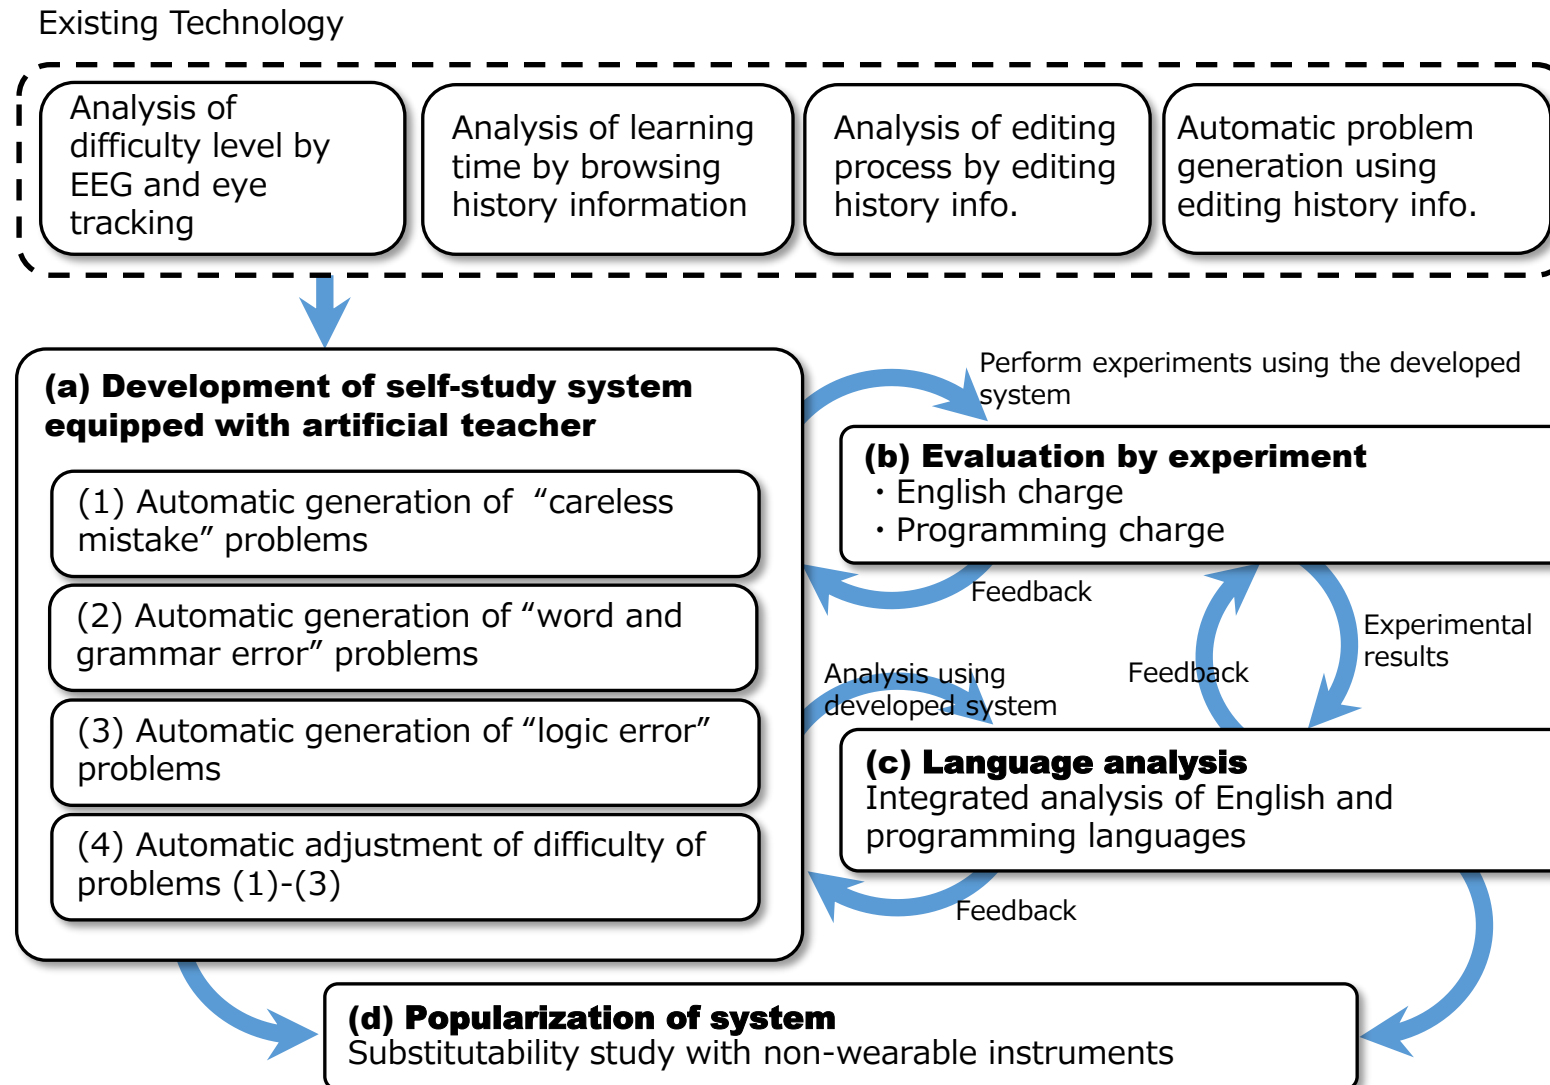 Existing Technology
Analysis of
difficulty level by
EEG and eye
tracking
Analysis of learning
time by browsing
history information
Analysis of editing
process by editing
history info.
Automatic problem
generation using
editing history info.
(a) Development of self-study system
equipped with artificial teacher
(1) Automatic generation of “careless
mistake” problems
(2) Automatic generation of “word and
grammar error” problems
(3) Automatic generation of “logic error”
problems
(4) Automatic adjustment of difficulty of
problems (1)-(3)
Perform experiments using the developed
system
(b) Evaluation by experiment
・English charge
・Programming charge
Feedback
Experimental
results
Feedback
Analysis using
developed system
(c) Language analysis
Integrated analysis of English and
programming languages
Feedback
(d) Popularization of system
Substitutability study with non-wearable instruments